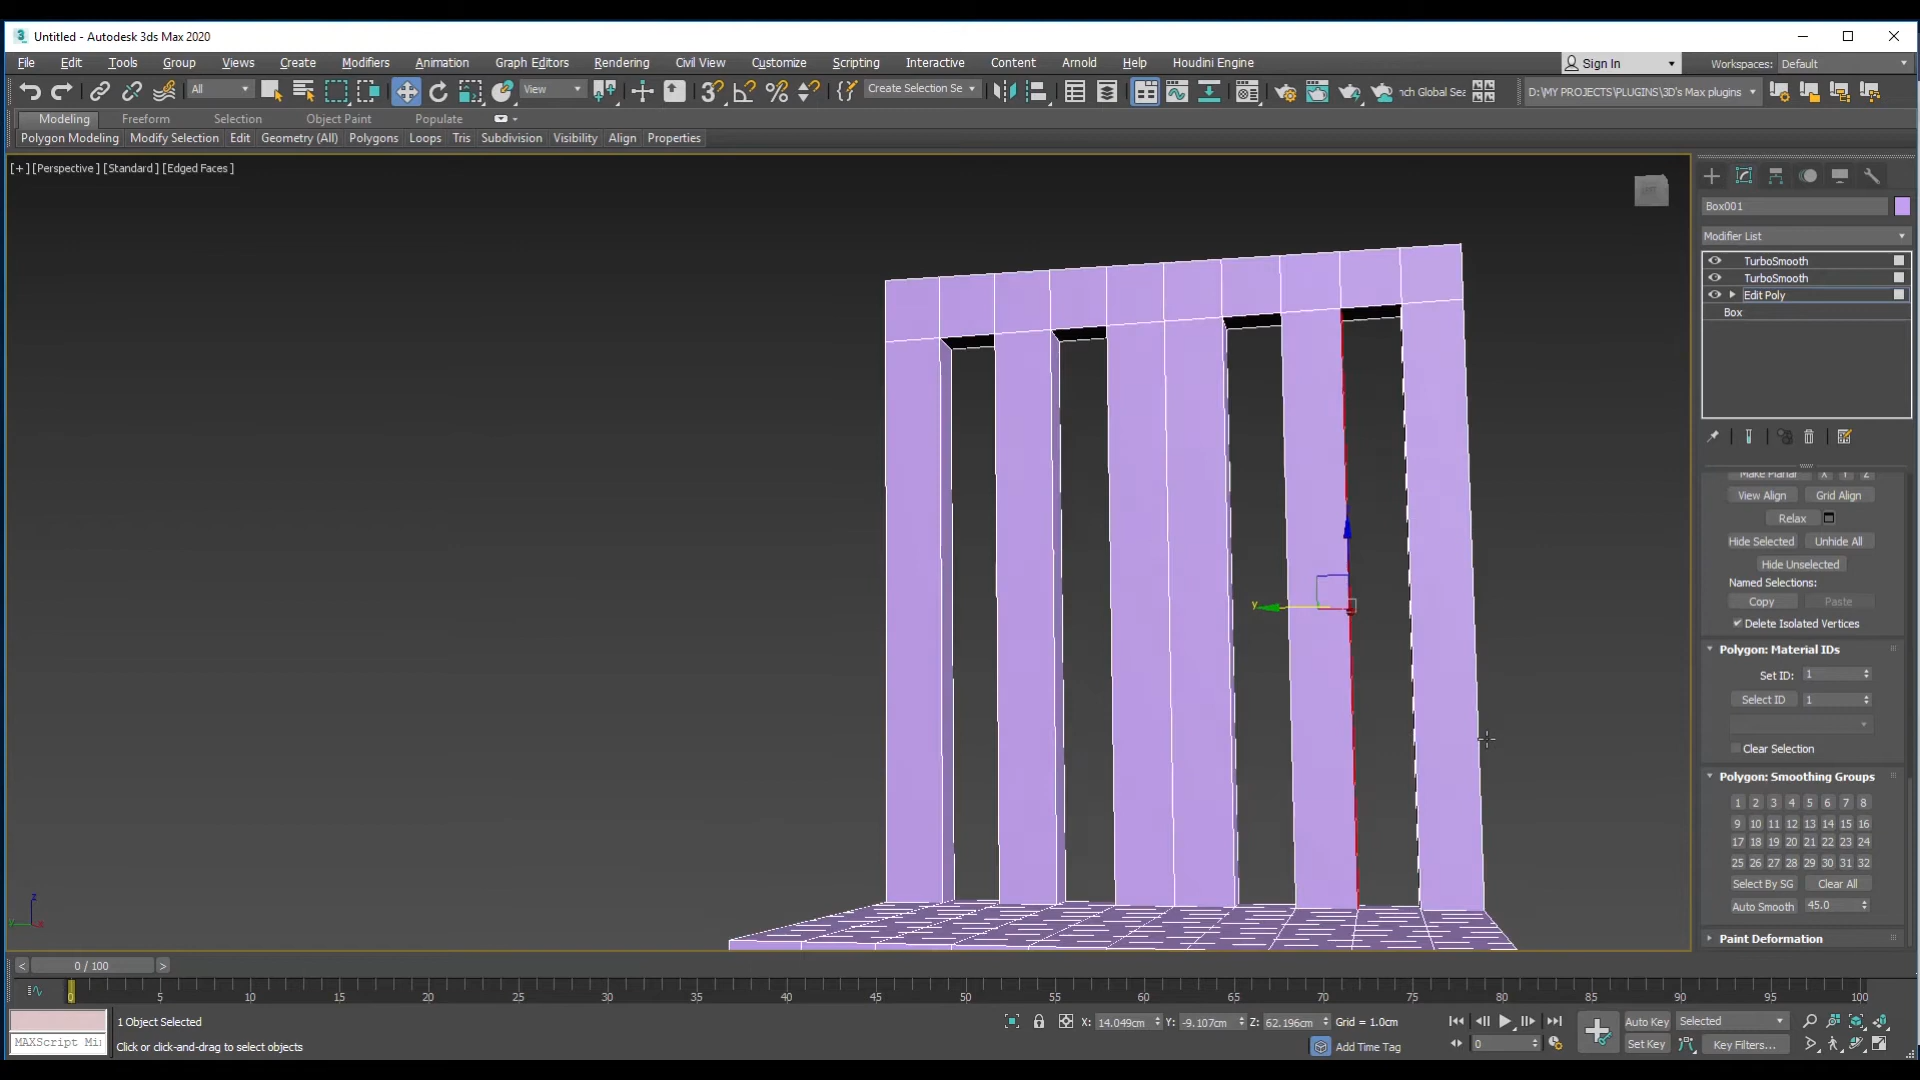 Untitled - Autodesk 3ds Max 2020
File Edit Tools Group Views Create Modifiers Animation Graph Editors Rendering Civil View Customize Scripting Interactive Content Arnold Help Houdini Engine Sign In Workspaces: Default
All View Create Selection Se nch Global Sea D:\MY PROJECTS\PLUGINS\3D's Max plugins
Modeling Freeform Selection Object Paint Populate
Polygon Modeling Modify Selection Edit Geometry (All) Polygons Loops Tris Subdivision Visibility Align Properties
[+] [Perspective ] [Standard ] [Edged Faces ]
Box001
Modifier List
TurboSmooth
TurboSmooth
Edit Poly
Box
Make Planar X Y Z
View Align Grid Align
Relax
Hide Selected Unhide All
Hide Unselected
Named Selections:
Copy Paste
Delete Isolated Vertices
Polygon: Material IDs
Set ID: 1
Select ID 1
Clear Selection
Polygon: Smoothing Groups
1 2 3 4 5 6 7 8
9 10 11 12 13 14 15 16
17 18 19 20 21 22 23 24
25 26 27 28 29 30 31 32
Select By SG Clear All
Auto Smooth 45.0
Paint Deformation
y
z
x
< 0 / 100 >
0 5 10 15 20 25 30 35 40 45 50 55 60 65 70 75 80 85 90 95 100
1 Object Selected X: 14.049cm Y: -9.107cm Z: 62.196cm Grid = 1.0cm Auto Key Selected
MAXScript Mi Click or click-and-drag to select objects Add Time Tag 0 Set Key Key Filters...